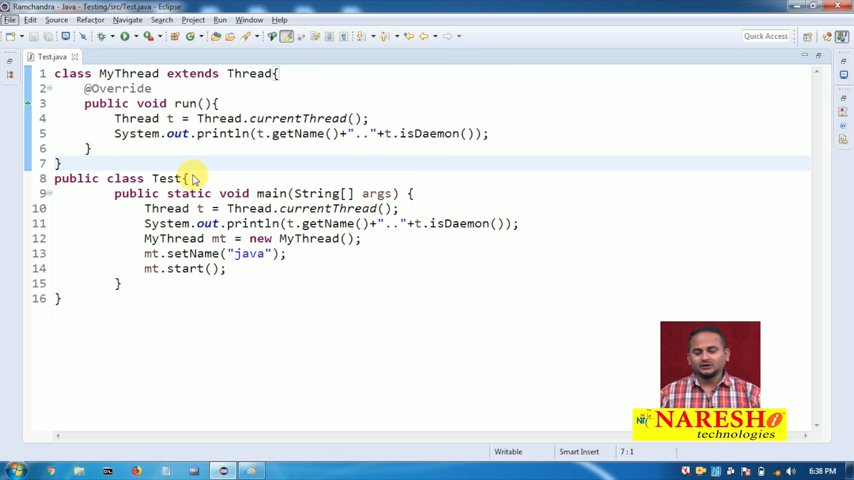 Ramchandra - Java - Testing/src/Test.java - Eclipse
File Edit Source Refactor Navigate Search Project Run Window Help
Quick Access
Test.java
1 class MyThread extends Thread{
2 @Override
3 public void run(){
4 Thread t = Thread.currentThread();
5 System.out.println(t.getName()+".."+t.isDaemon());
6 }
7 }
8 public class Test{
9 public static void main(String[] args) {
10 Thread t = Thread.currentThread();
11 System.out.println(t.getName()+".."+t.isDaemon());
12 MyThread mt = new MyThread();
13 mt.setName("java");
14 mt.start();
15 }
16 }
NARESH i
technologies
Writable Smart Insert 7 : 1
6:38 PM